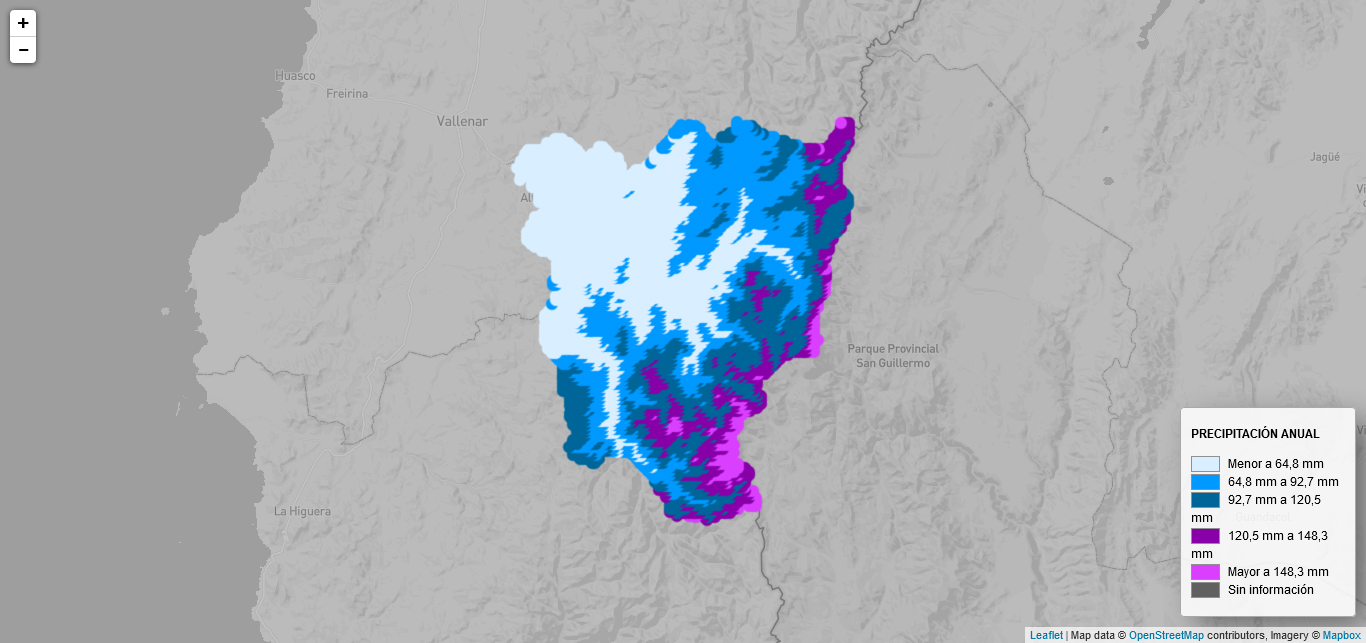 +
−
Huasco
Freirina
Vallenar
Jagüé
Al
Parque Provincial
San Guillermo
La Higuera
PRECIPITACIÓN ANUAL
Menor a 64,8 mm
64,8 mm a 92,7 mm
92,7 mm a 120,5
mm
120,5 mm a 148,3
mm
Mayor a 148,3 mm
Sin información
Leaflet | Map data © OpenStreetMap contributors, Imagery © Mapbox